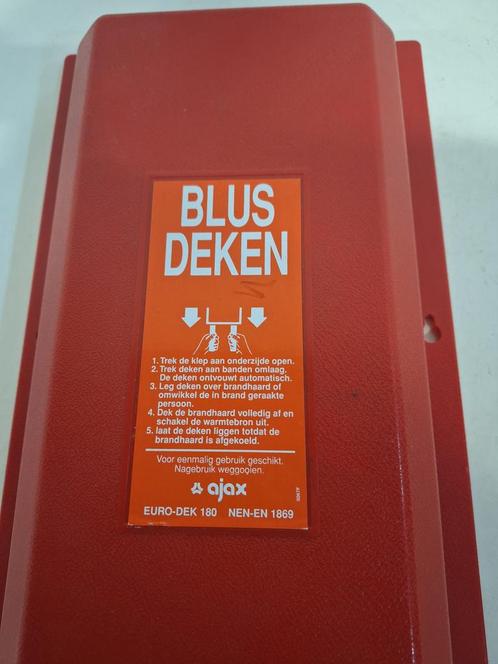 BLUS
DEKEN
1. Trek de klep aan onderzijde open.
2. Trek deken aan banden omlaag.
De deken ontvouwt automatisch.
3. Leg deken over brandhaard of
omwikkel de in brand geraakte
persoon.
4. Dek de brandhaard volledig af en
schakel de warmtebron uit.
5. laat de deken liggen totdat de
brandhaard is afgekoeld.
Voor eenmalig gebruik geschikt.
Nagebruik weggooien.
ajax
EURO-DEK 180 NEN-EN 1869